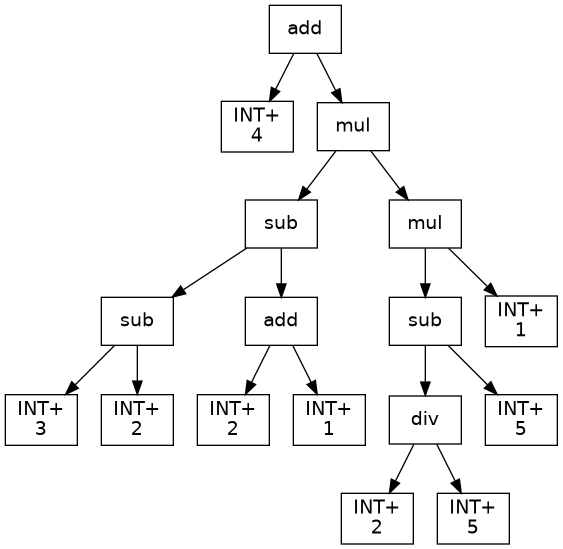 add
INT+
4
mul
sub
mul
sub
add
sub
INT+
1
INT+
3
INT+
2
INT+
2
INT+
1
div
INT+
5
INT+
2
INT+
5